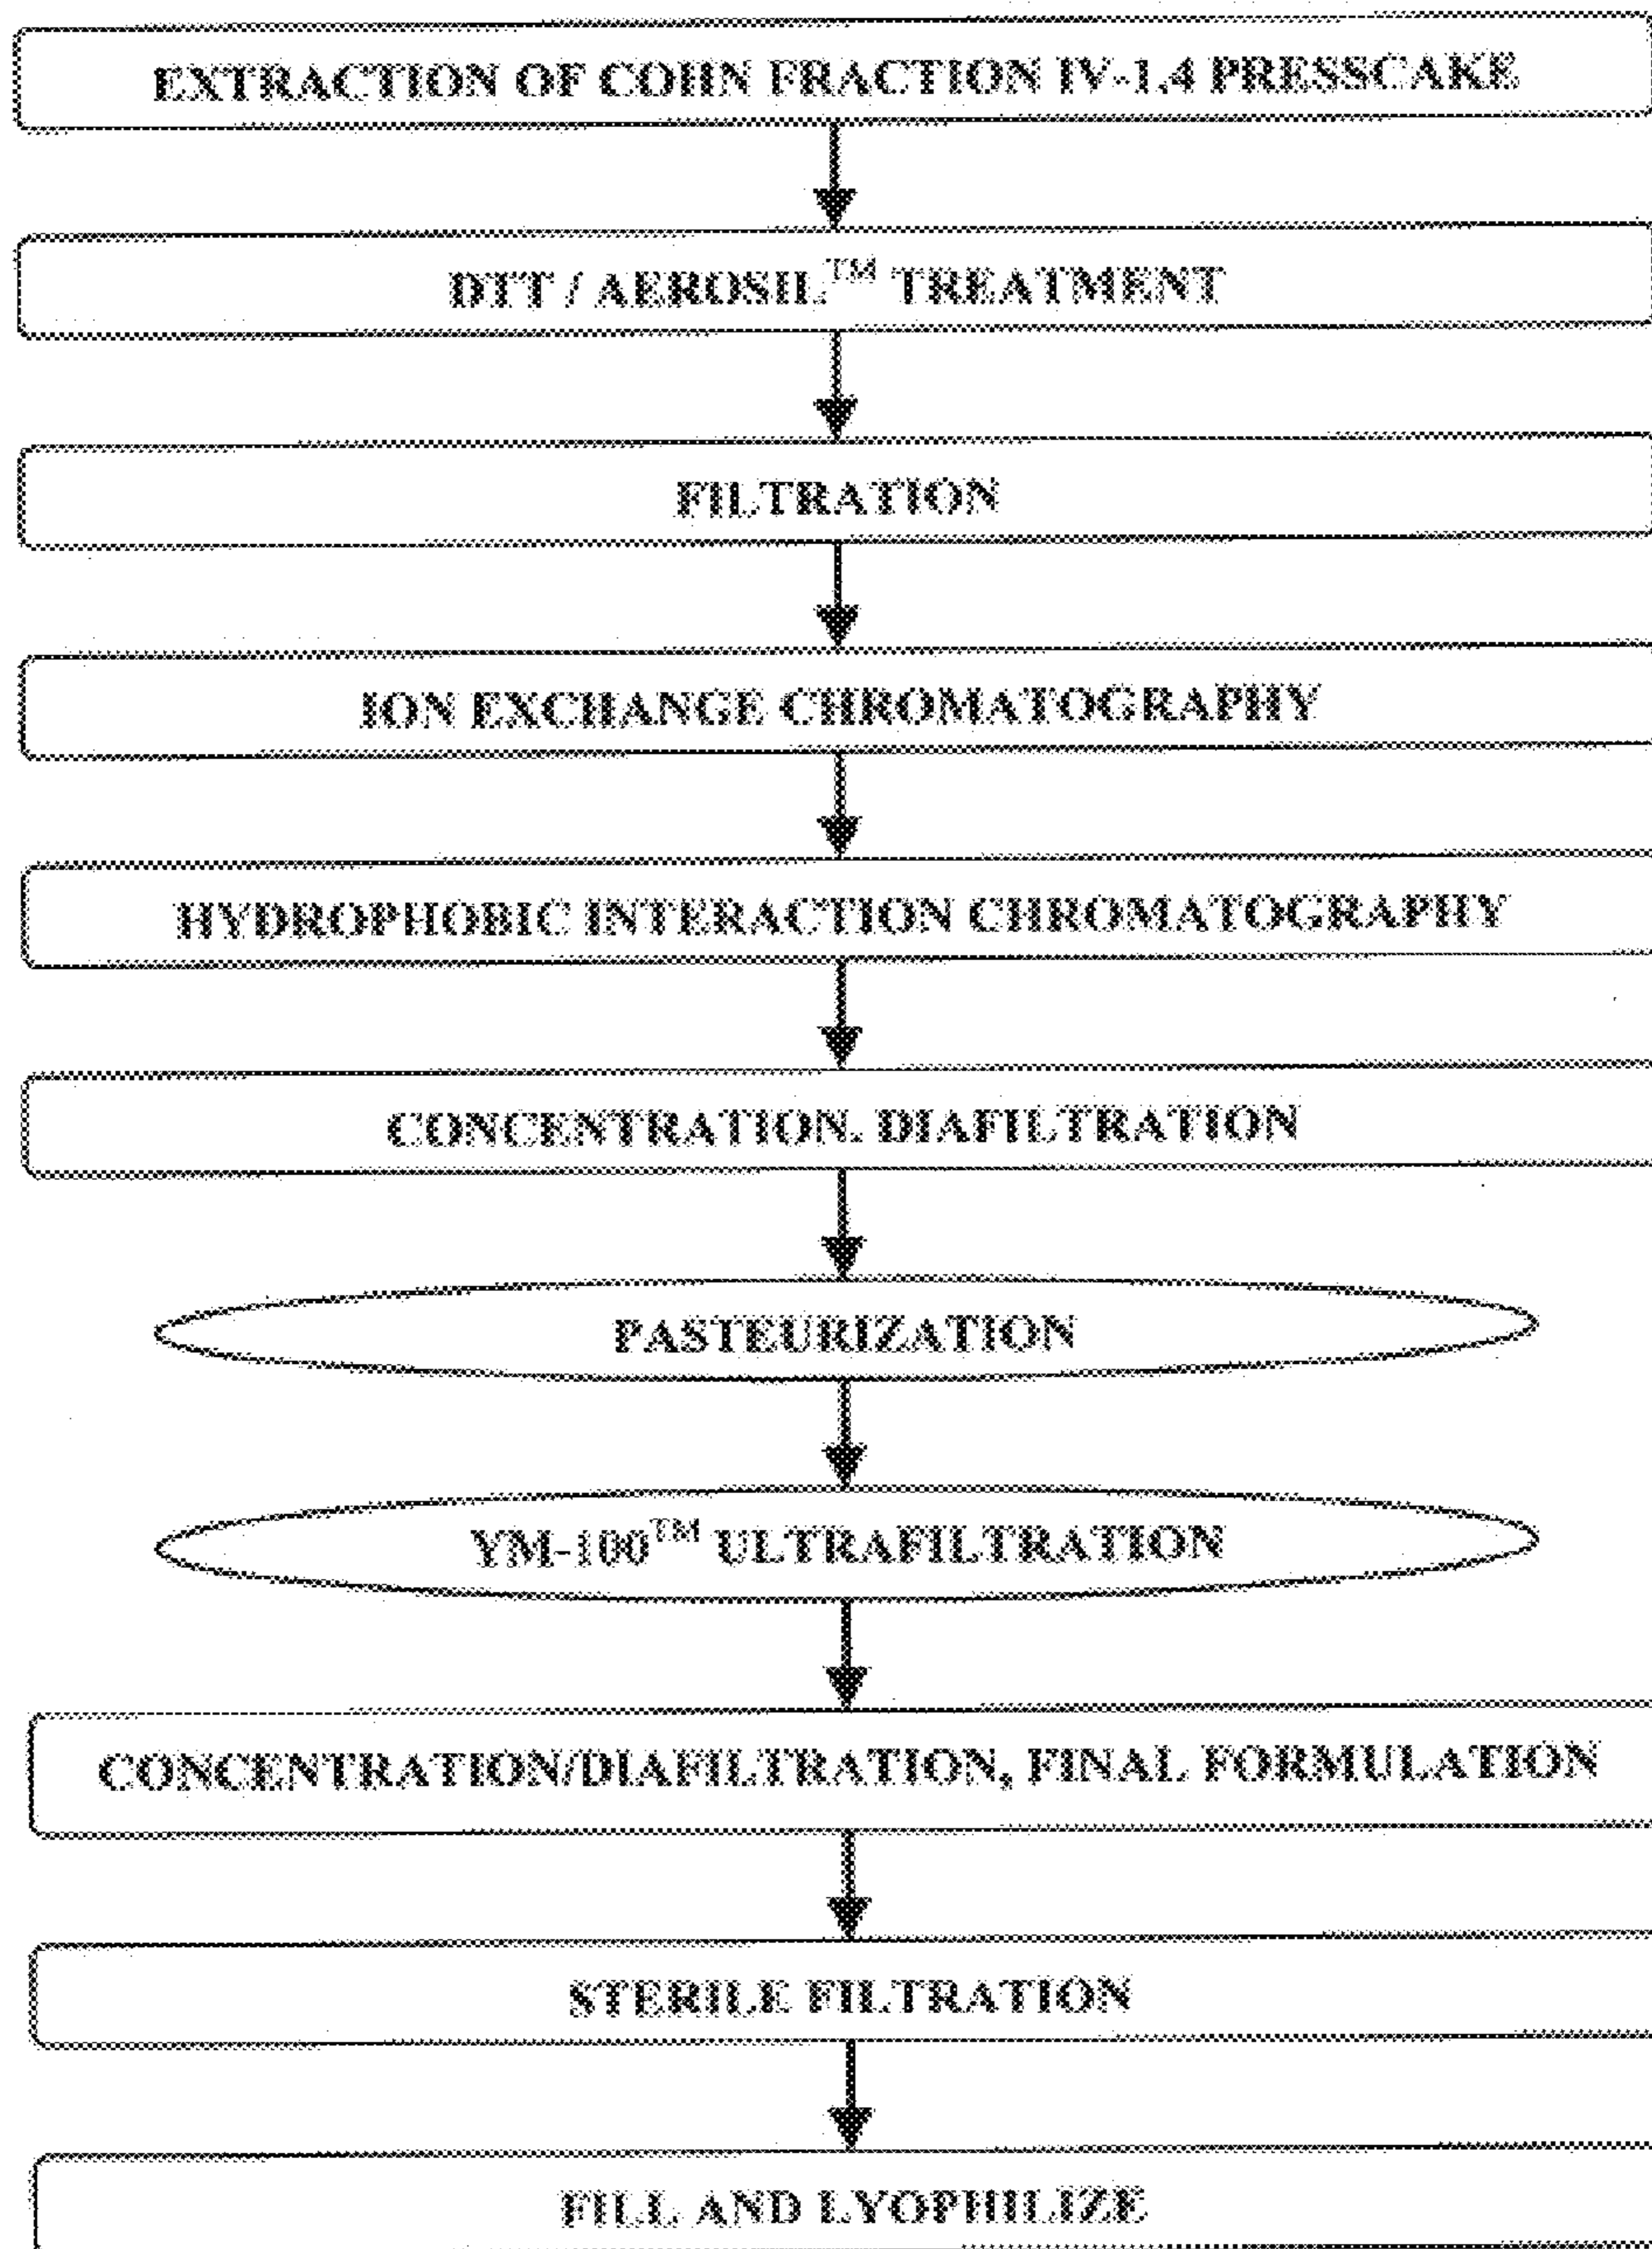 EXTRACTION OF COHN FRACTION IV-1,4 PRESSCAKE
DTT / AEROSIL™ TREATMENT
FILTRATION
ION EXCHANGE CHROMATOGRAPHY
HYDROPHOBIC INTERACTION CHROMATOGRAPHY
CONCENTRATION. DIAFILTRATION
PASTEURIZATION
YM-100™ ULTRAFILTRATION
CONCENTRATION/DIAFILTRATION, FINAL FORMULATION
STERILE FILTRATION
FILL AND LYOPHILIZE